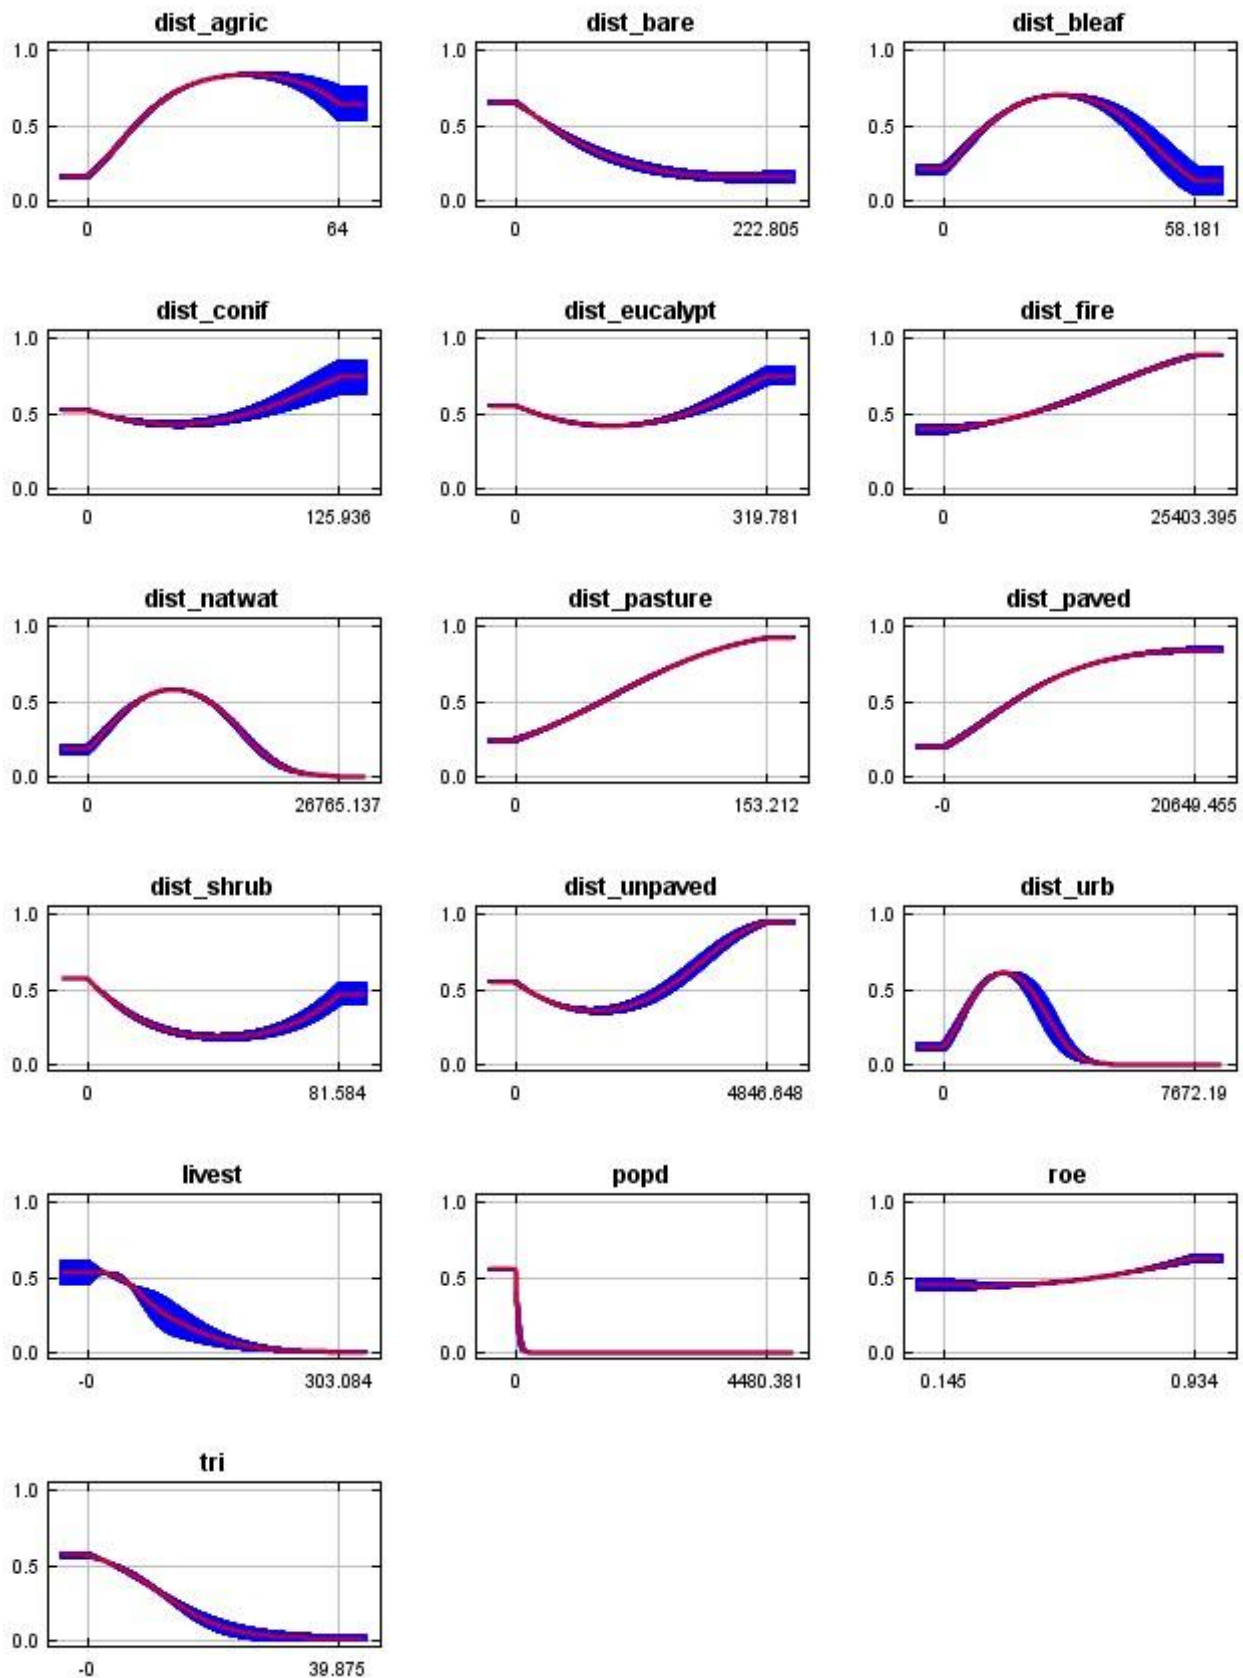 dist_agric dist_bare dist_bleaf
1.0 1.0 1.0
0.5 0.5 0.5
0.0 0.0 0.0
0 64 0 222.805 0 58.181
dist_conif dist_eucalypt dist_fire
1.0 1.0 1.0
0.5 0.5 0.5
0.0 0.0 0.0
0 125.936 0 319.781 0 25403.395
dist_natwat dist_pasture dist_paved
1.0 1.0 1.0
0.5 0.5 0.5
0.0 0.0 0.0
0 26765.137 0 153.212 -0 20649.455
dist_shrub dist_unpaved dist_urb
1.0 1.0 1.0
0.5 0.5 0.5
0.0 0.0 0.0
0 81.584 0 4846.648 0 7672.19
livest popd roe
1.0 1.0 1.0
0.5 0.5 0.5
0.0 0.0 0.0
-0 303.084 0 4480.381 0.145 0.934
tri
1.0
0.5
0.0
-0 39.875